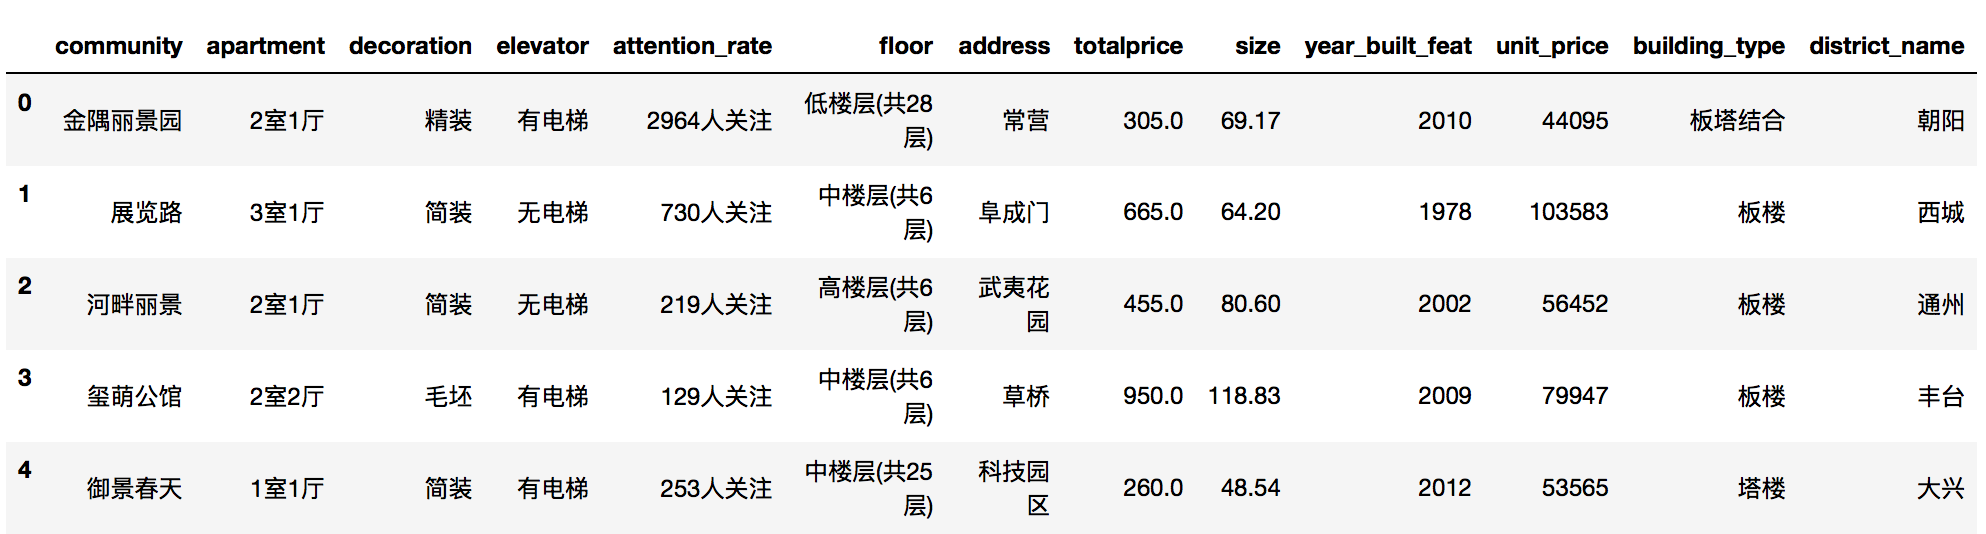 community apartment decoration elevator attention_rate floor address totalprice size year_built_feat unit_price building_type district_name
0 金隅丽景园 2室1厅 精装 有电梯 2964人关注 低楼层(共28层) 常营 305.0 69.17 2010 44095 板塔结合 朝阳
1 展览路 3室1厅 简装 无电梯 730人关注 中楼层(共6层) 阜成门 665.0 64.20 1978 103583 板楼 西城
2 河畔丽景 2室1厅 简装 无电梯 219人关注 高楼层(共6层) 武夷花园 455.0 80.60 2002 56452 板楼 通州
3 玺萌公馆 2室2厅 毛坯 有电梯 129人关注 中楼层(共6层) 草桥 950.0 118.83 2009 79947 板楼 丰台
4 御景春天 1室1厅 简装 有电梯 253人关注 中楼层(共25层) 科技园区 260.0 48.54 2012 53565 塔楼 大兴